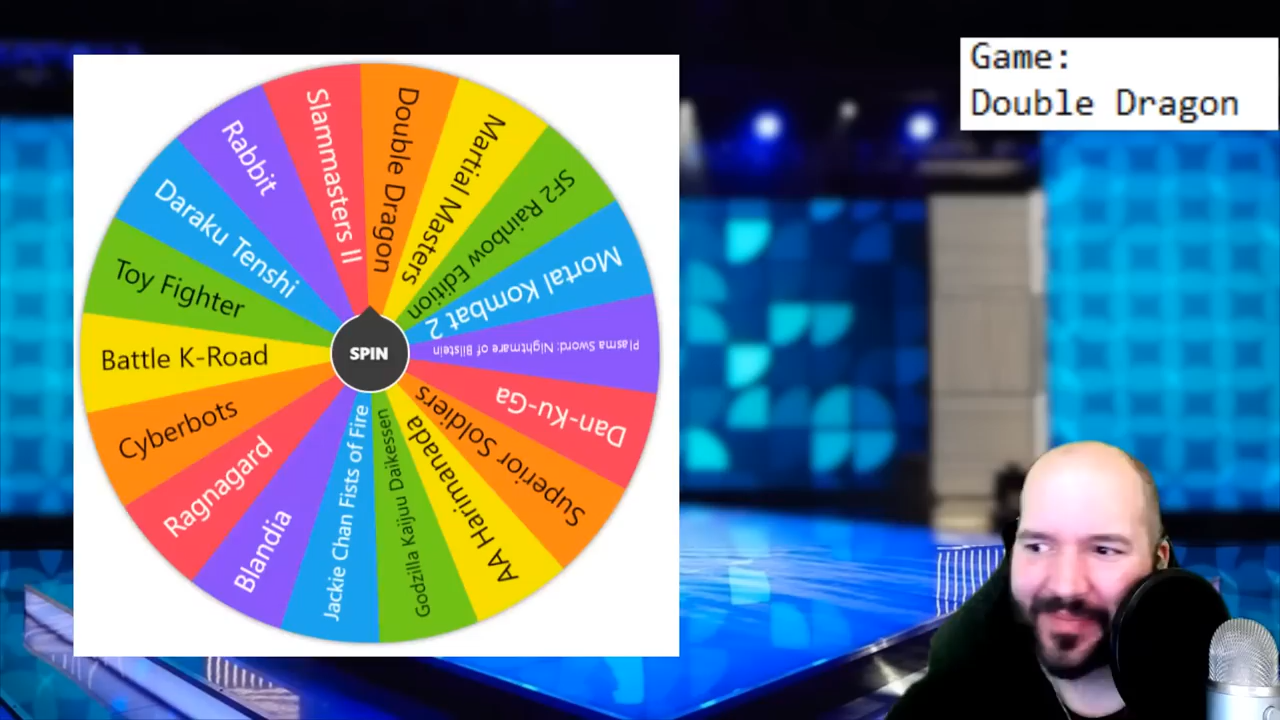 Game:
Double Dragon
Double Dragon
Martial Masters
SF2 Rainbow Edition
Mortal Kombat 2
Plasma Sword: Nightmare of Bilstein
Dan-Ku-Ga
Superior Soldiers
AA Harimanada
Godzilla Kaijuu Daikessen
Jackie Chan Fists of Fire
Blandia
Ragnagard
Cyberbots
Battle K-Road
Toy Fighter
Daraku Tenshi
Rabbit
Slammasters II
SPIN